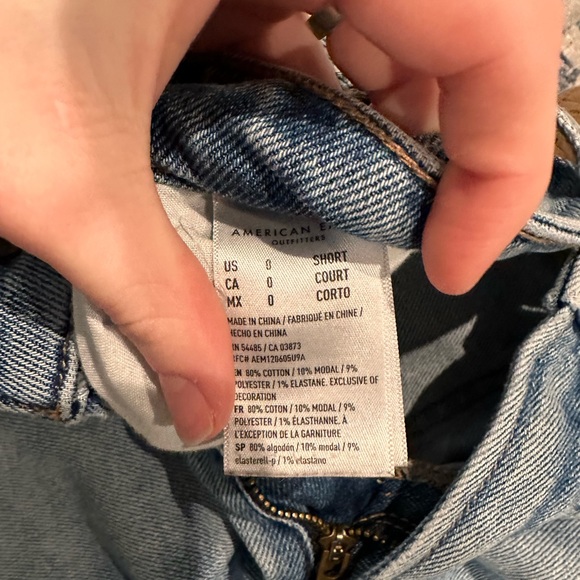 AMERICAN E
OUTFITTERS
US 0 SHORT
CA 0 COURT
MX 0 CORTO
MADE IN CHINA / FABRIQUÉ EN CHINE /
HECHO EN CHINA
RN 54485 / CA 03873
RFC# AEM120605U9A
EN 80% COTTON / 10% MODAL / 9%
POLYESTER / 1% ELASTANE. EXCLUSIVE OF
DECORATION
FR 80% COTON / 10% MODAL / 9%
POLYESTER / 1% ÉLASTHANNE. À
L'EXCEPTION DE LA GARNITURE
SP 80% algodón / 10% modal / 9%
elasterell-p / 1% elastano